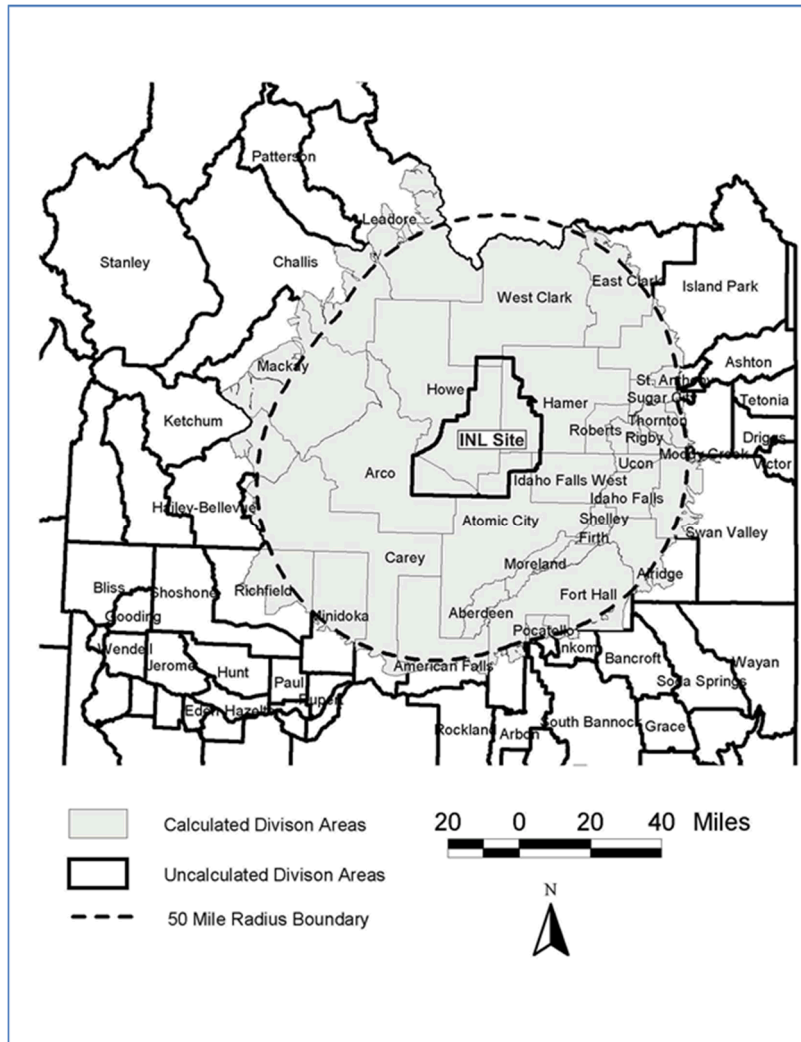 Patterson
Leadore
Stanley
Challis
East Clark
Island Park
West Clark
Mackay
Ashton
Howe
St. Anthony
Hamer
Sugar City
Tetonia
Ketchum
Thornton
Roberts
Rigby
Driggs
INL Site
Moody Creek
Ucon
Victor
Arco
Idaho Falls West
Idaho Falls
Hailey-Bellevue
Atomic City
Shelley
Swan Valley
Firth
Carey
Moreland
Alridge
Bliss
Shoshone
Richfield
Fort Hall
Gooding
Minidoka
Aberdeen
Pocatello
Wendell
Inkom
Jerome
Hunt
American Falls
Bancroft
Wayan
Paul
Soda Springs
Rupert
Eden-Hazelton
Rockland
Arbon
South Bannock
Grace
Calculated Divison Areas
20 0 20 40 Miles
Uncalculated Divison Areas
50 Mile Radius Boundary
N